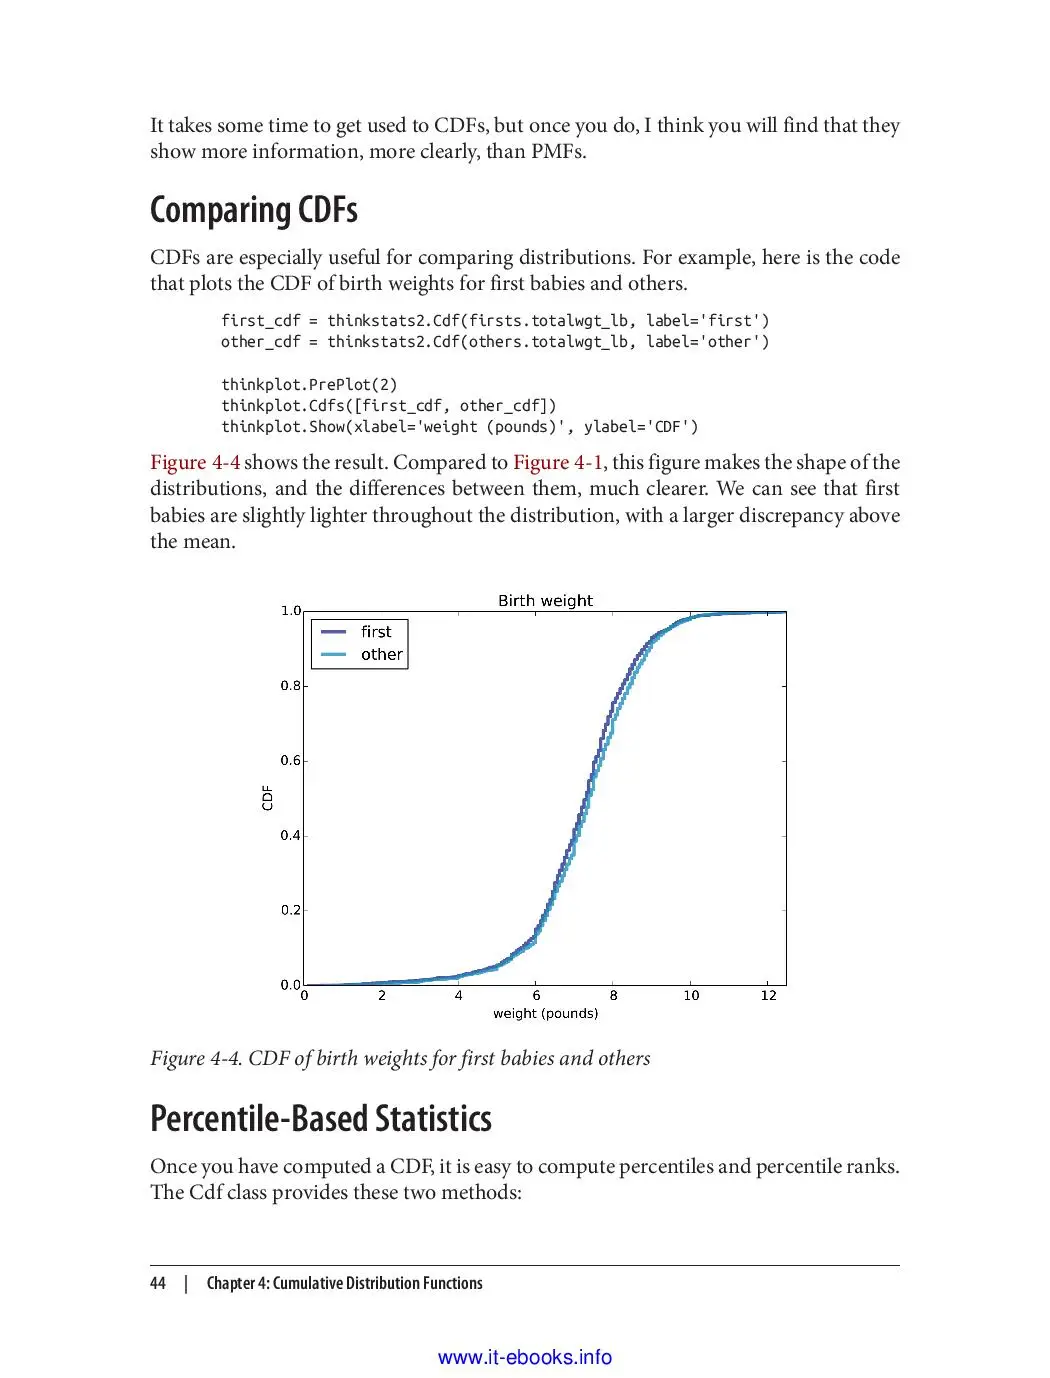 It takes some time to get used to CDFs, but once you do, I think you will find that they
show more information, more clearly, than PMFs.
Comparing CDFs
CDFs are especially useful for comparing distributions. For example, here is the code
that plots the CDF of birth weights for first babies and others.
first_cdf = thinkstats2.Cdf(firsts.totalwgt_lb, label='first')
other_cdf = thinkstats2.Cdf(others.totalwgt_lb, label='other')
thinkplot.PrePlot(2)
thinkplot.Cdfs([first_cdf, other_cdf])
thinkplot.Show(xlabel='weight (pounds)', ylabel='CDF')
Figure 4-4 shows the result. Compared to Figure 4-1, this figure makes the shape of the
distributions, and the differences between them, much clearer. We can see that first
babies are slightly lighter throughout the distribution, with a larger discrepancy above
the mean.
Birth weight
1.0
first
other
0.8
0.6
CDF
0.4
0.2
0.0
0 2 4 6 8 10 12
weight (pounds)
Figure 4-4. CDF of birth weights for first babies and others
Percentile-Based Statistics
Once you have computed a CDF, it is easy to compute percentiles and percentile ranks.
The Cdf class provides these two methods:
44 | Chapter 4: Cumulative Distribution Functions
www.it-ebooks.info